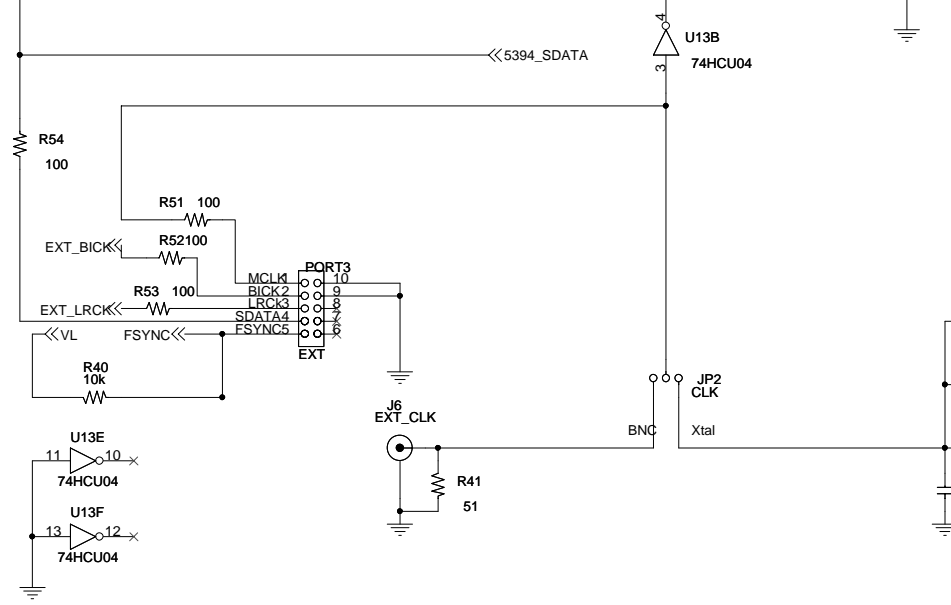 4
U13B
5394_SDATA
3
74HCU04
R54
100
R51 100
R52100
EXT_BICK
PORT3
MCLK1 10
BICK2 9
R53 100
LRCK3 8
EXT_LRCK
SDATA4 7
VL FSYNC FSYNC5 6
EXT
R40
10k
JP2
CLK
J6
EXT_CLK
BNC Xtal
U13E
11 10
74HCU04
R41
51
U13F
13 12
74HCU04